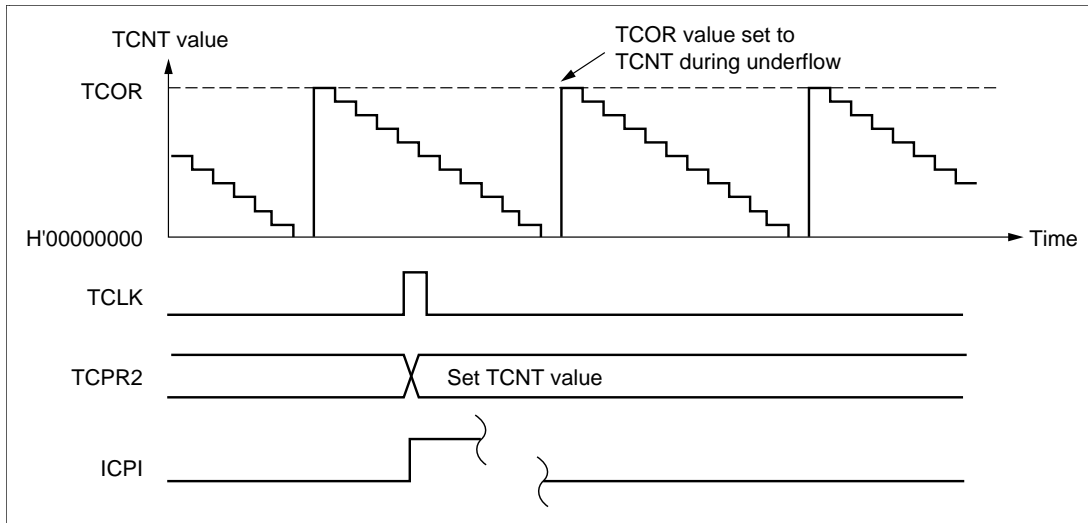 TCNT value
TCOR value set to
TCNT during underflow
TCOR
H'00000000
Time
TCLK
TCPR2
Set TCNT value
ICPI